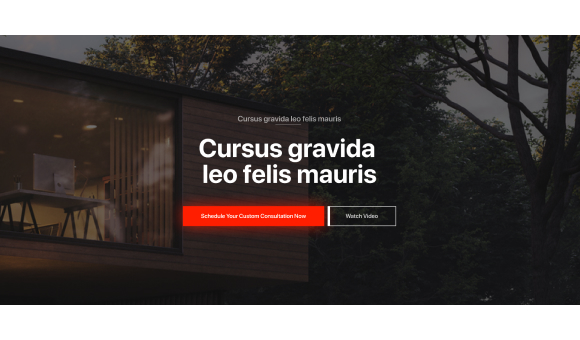 Cursus gravida leo felis mauris
Cursus gravida
leo felis mauris
Schedule Your Custom Consultation Now
Watch Video